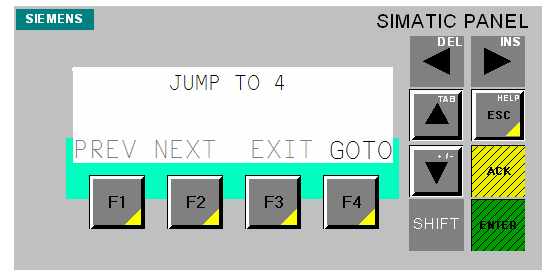 SIEMENS
SIMATIC PANEL
DEL INS
JUMP TO 4
TAB HELP
ESC
PREV NEXT EXIT GOTO
+/-
ACK
F1 F2 F3 F4
SHIFT ENTER